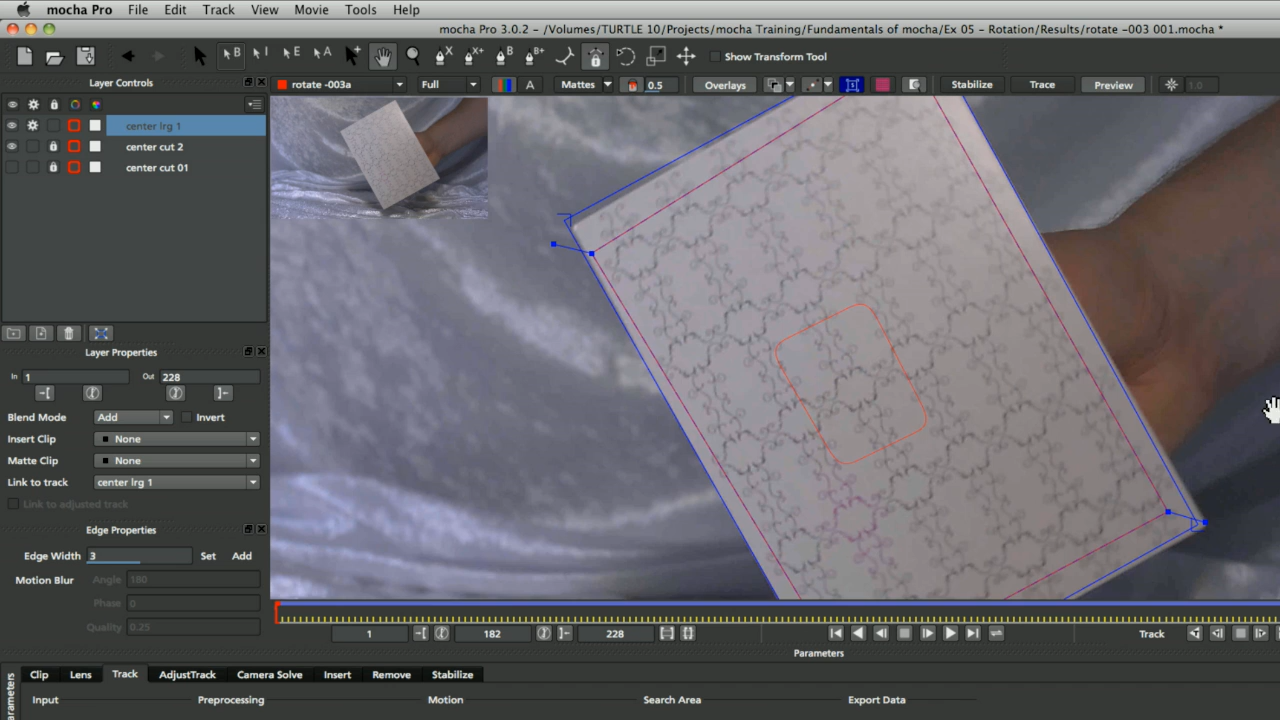 mocha Pro File Edit Track View Movie Tools Help
mocha Pro 3.0.2 - /Volumes/TURTLE 10/Projects/mocha Training/Fundamentals of mocha/Ex 05 - Rotation/Results/rotate -003 001.mocha *
B I E A X X+ B B+ Show Transform Tool
Layer Controls
rotate -003a Full A Mattes 0.5 Overlays Stabilize Trace Preview 1.0
center lrg 1
center cut 2
center cut 01
Layer Properties
In 1 Out 228
Blend Mode Add Invert
Insert Clip None
Matte Clip None
Link to track center lrg 1
Link to adjusted track
Edge Properties
Edge Width 3 Set Add
Motion Blur Angle 180
Phase 0
Quality 0.25
1 182 228 Track
Parameters
Clip Lens Track AdjustTrack Camera Solve Insert Remove Stabilize
Input Preprocessing Motion Search Area Export Data